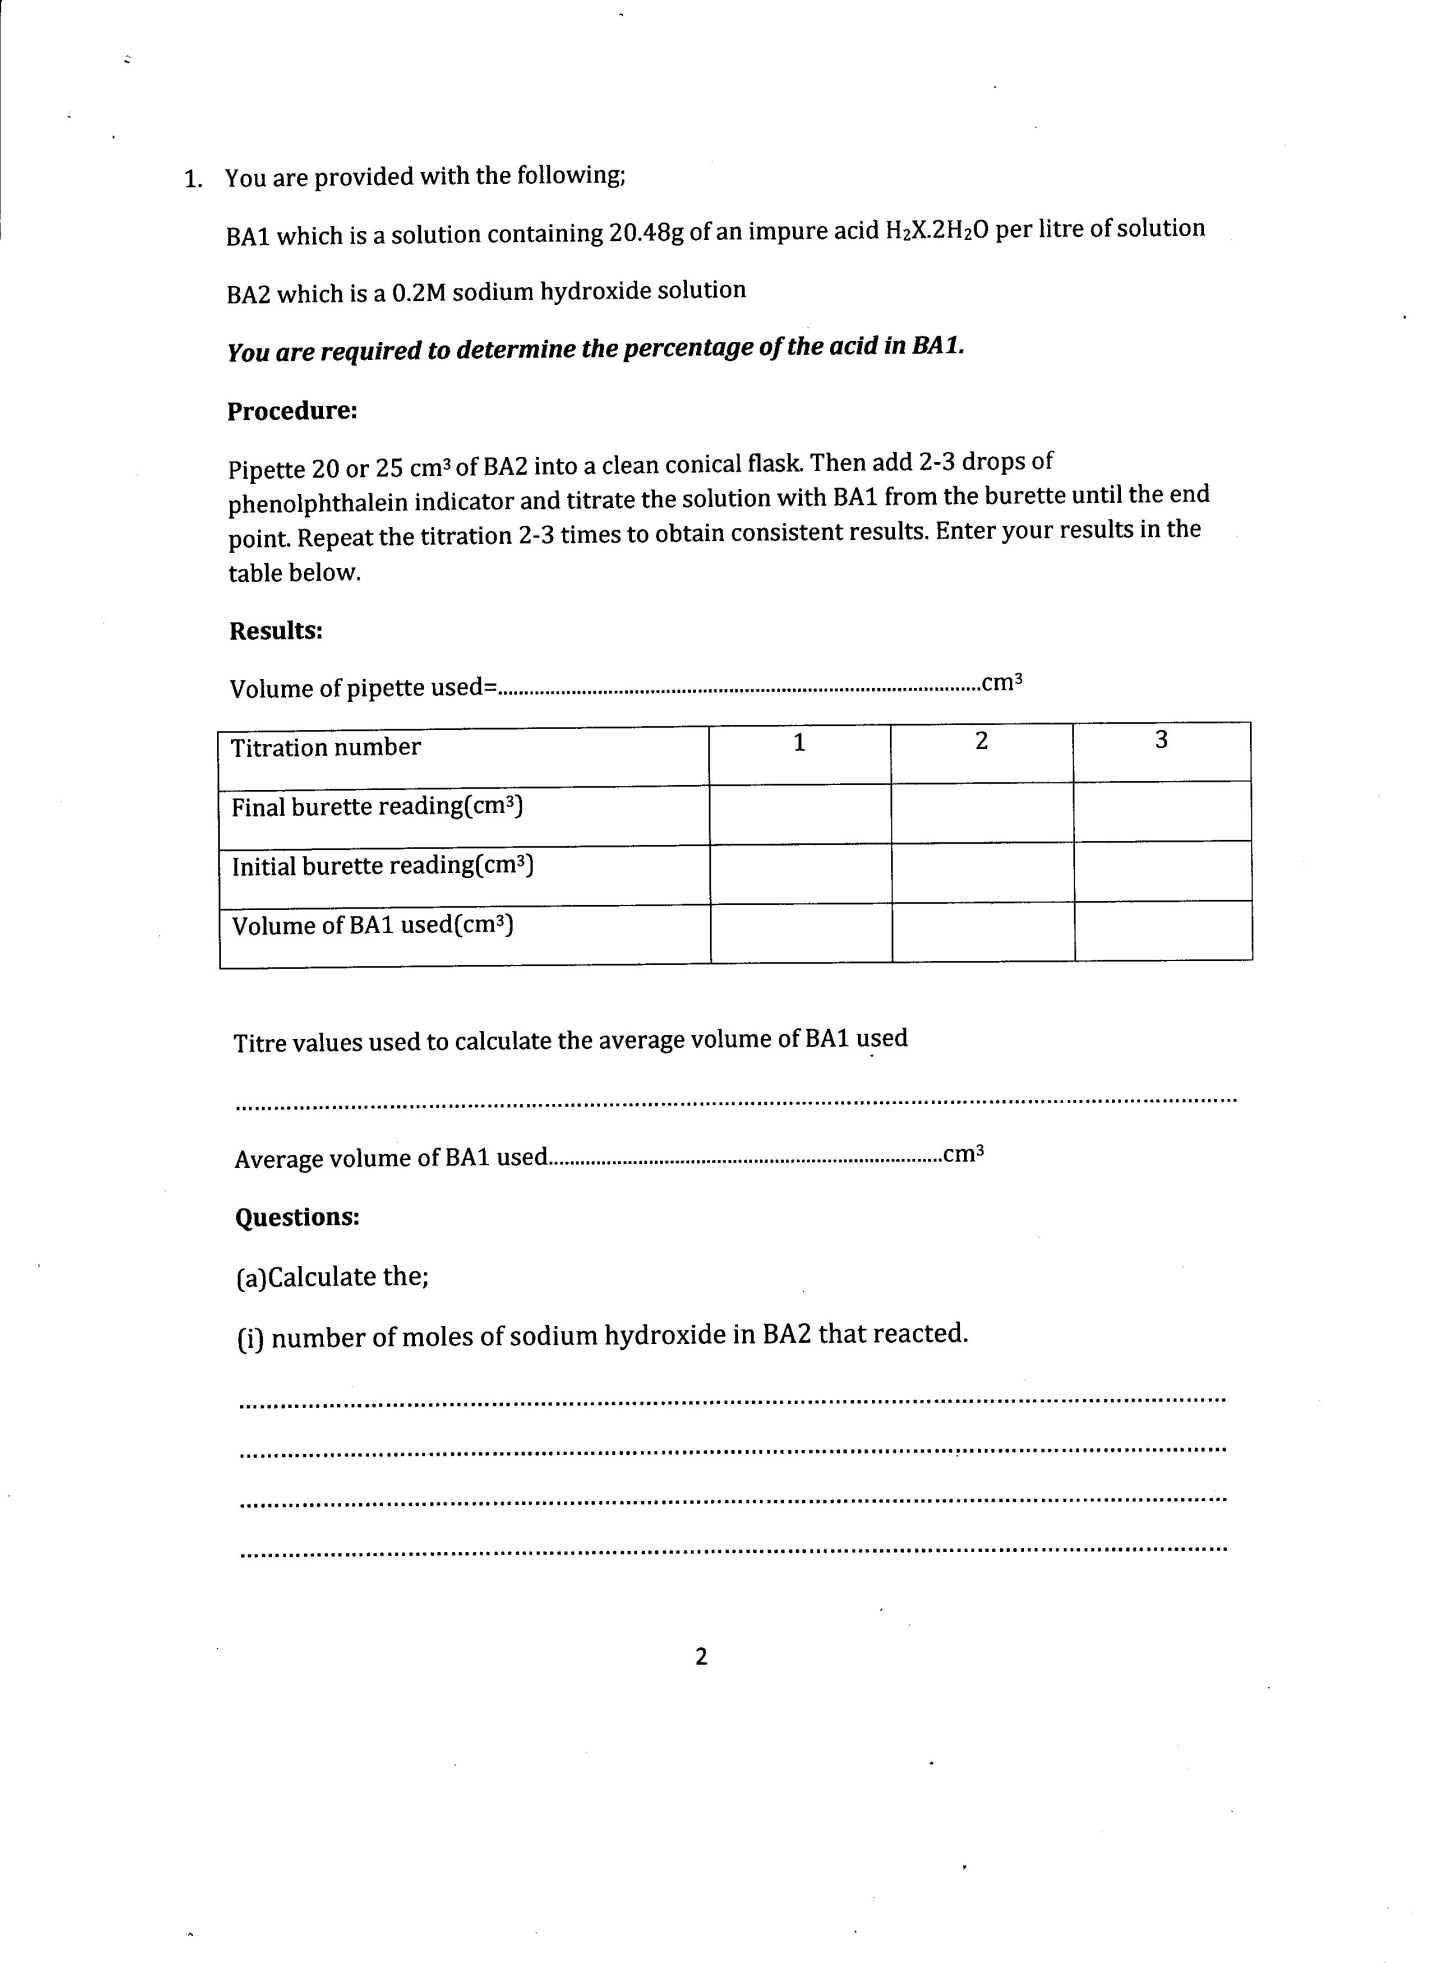 1. You are provided with the following;
BA1 which is a solution containing 20.48g of an impure acid H₂X.2H₂O per litre of solution
BA2 which is a 0.2M sodium hydroxide solution
You are required to determine the percentage of the acid in BA1.
Procedure:
Pipette 20 or 25 cm³ of BA2 into a clean conical flask. Then add 2-3 drops of
phenolphthalein indicator and titrate the solution with BA1 from the burette until the end
point. Repeat the titration 2-3 times to obtain consistent results. Enter your results in the
table below.
Results:
Volume of pipette used=..........................................................................................cm³
Titration number 1 2 3
Final burette reading(cm³)
Initial burette reading(cm³)
Volume of BA1 used(cm³)
Titre values used to calculate the average volume of BA1 used
Average volume of BA1 used..........................................................................cm³
Questions:
(a)Calculate the;
(i) number of moles of sodium hydroxide in BA2 that reacted.
2